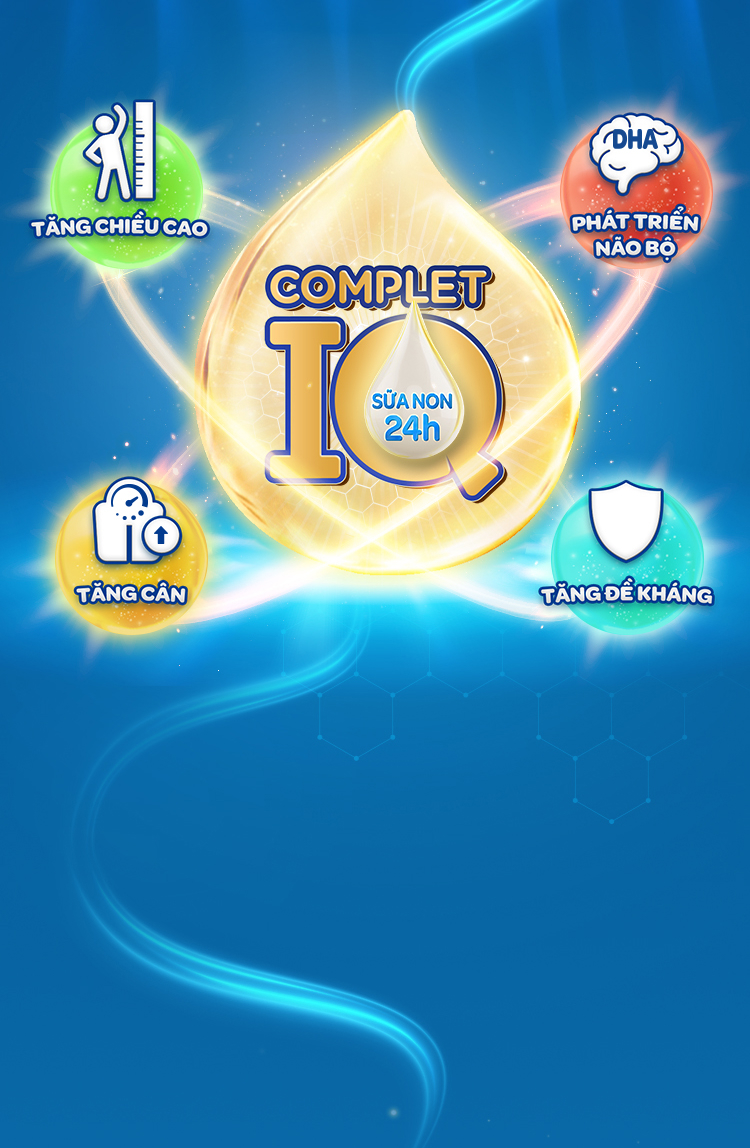 TĂNG CHIỀU CAO
DHA
PHÁT TRIỂN
NÃO BỘ
COMPLET
IQ
SỮA NON
24h
TĂNG CÂN
TĂNG ĐỀ KHÁNG